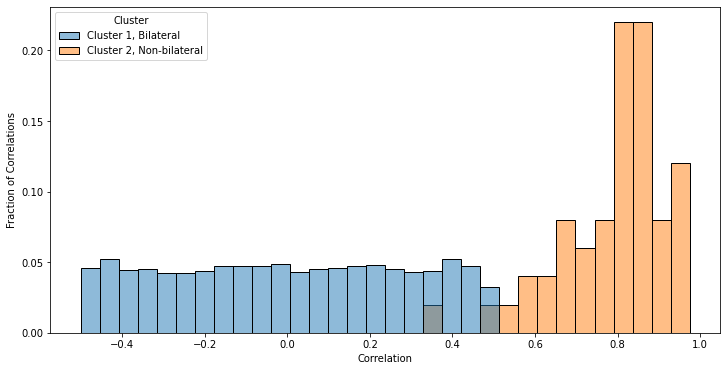 Cluster
Cluster 1, Bilateral
Cluster 2, Non-bilateral
Fraction of Correlations
0.20
0.15
0.10
0.05
0.00
−0.4 −0.2 0.0 0.2 0.4 0.6 0.8 1.0
Correlation